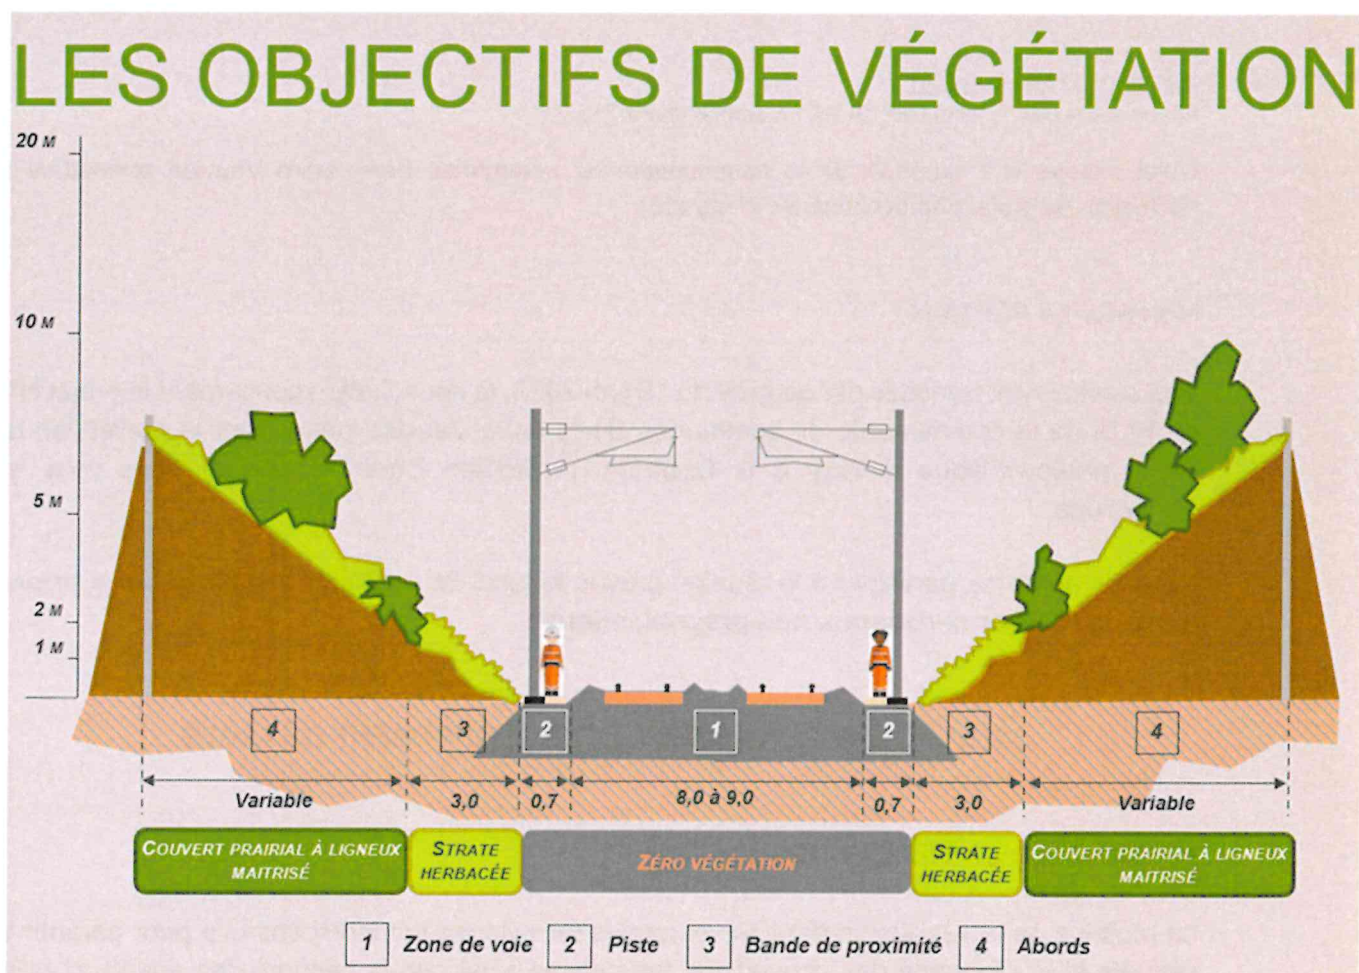 LES OBJECTIFS DE VÉGÉTATION
20 M
10 M
5 M
2 M
1 M
4
3
2
1
2
3
4
Variable
3,0
0,7
8,0 à 9,0
0,7
3,0
Variable
COUVERT PRAIRIAL À LIGNEUX
MAITRISÉ
STRATE
HERBACÉE
ZÉRO VÉGÉTATION
STRATE
HERBACÉE
COUVERT PRAIRIAL À LIGNEUX
MAITRISÉ
1 Zone de voie 2 Piste 3 Bande de proximité 4 Abords